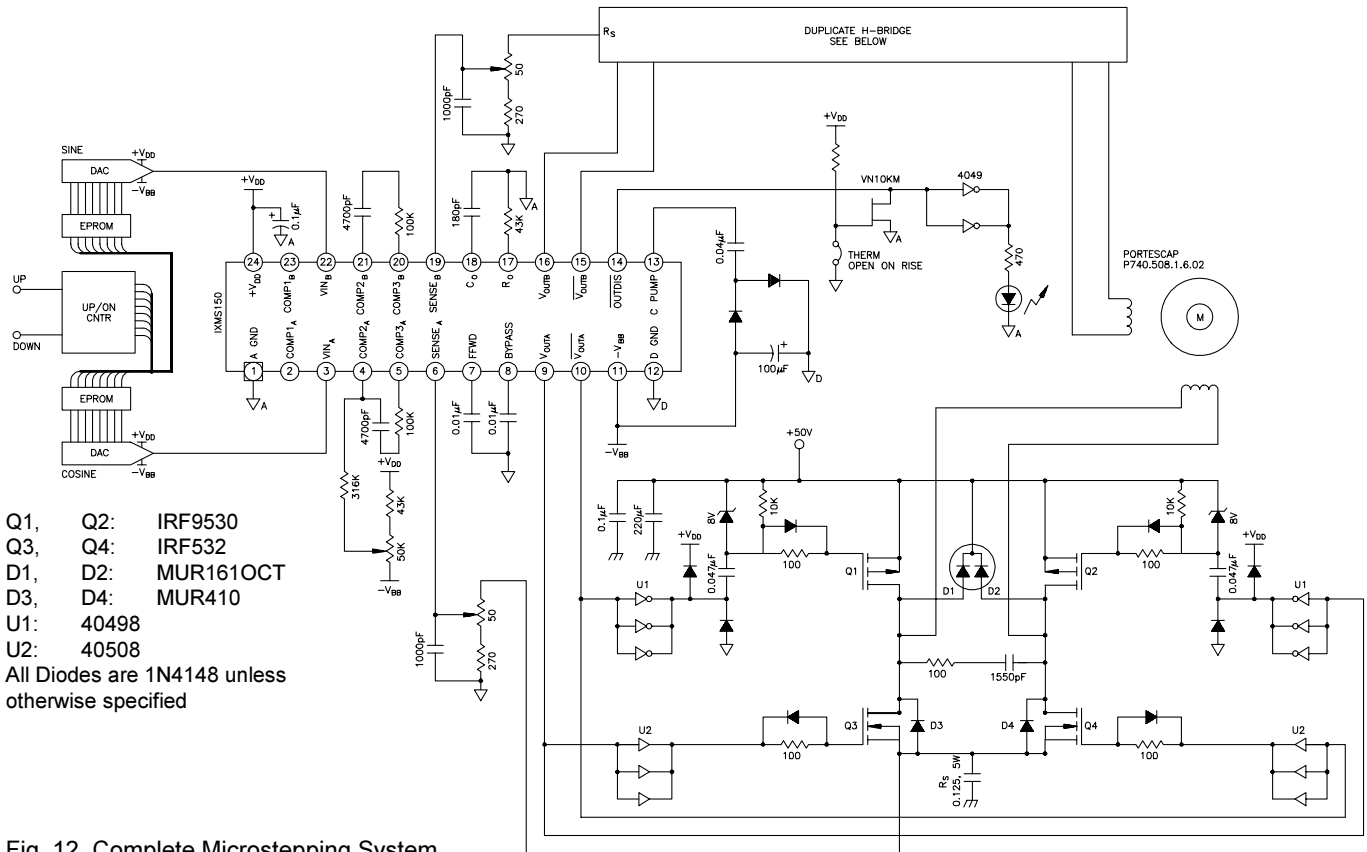 DUPLICATE H-BRIDGE
SEE BELOW
RS
50
270
1000pF
+VDD
VN10KM
4049
THERM
OPEN ON RISE
A
470
A
PORTESCAP
P740.508.1.6.02
M
SINE
+VDD
DAC
-VBB
EPROM
UP
UP/ON
CNTR
DOWN
EPROM
+VDD
DAC
-VBB
COSINE
+VDD
0.1µF
+
A
4700pF
100K
180pF
43K
A
0.04µF
IXMS150
24
23
22
21
20
19
18
17
16
15
14
13
+VDD
COMP1B
VINB
COMP2B
COMP3B
SENSEB
CO
RO
VOUTB
VOUTB
OUTDIS
C PUMP
A GND
COMP1A
VINA
COMP2A
COMP3A
SENSEA
FFWD
BYPASS
VOUTA
VOUTA
-VBB
D GND
1
2
3
4
5
6
7
8
9
10
11
12
A
4700pF
100K
0.01µF
0.01µF
-VBB
D
100µF
+
D
316K
+VDD
43K
50K
-VBB
1000pF
50
270
+50V
0.1µF
220µF
8V
10K
10K
8V
+VDD
0.047µF
100
Q1
D1
D2
Q2
100
0.047µF
+VDD
U1
U1
100
1550pF
U2
100
Q3
D3
D4
Q4
100
U2
RS
0.125, 5W
Q1, Q2: IRF9530
Q3, Q4: IRF532
D1, D2: MUR161OCT
D3, D4: MUR410
U1: 40498
U2: 40508
All Diodes are 1N4148 unless
otherwise specified
Fig. 12 Complete Microstepping System